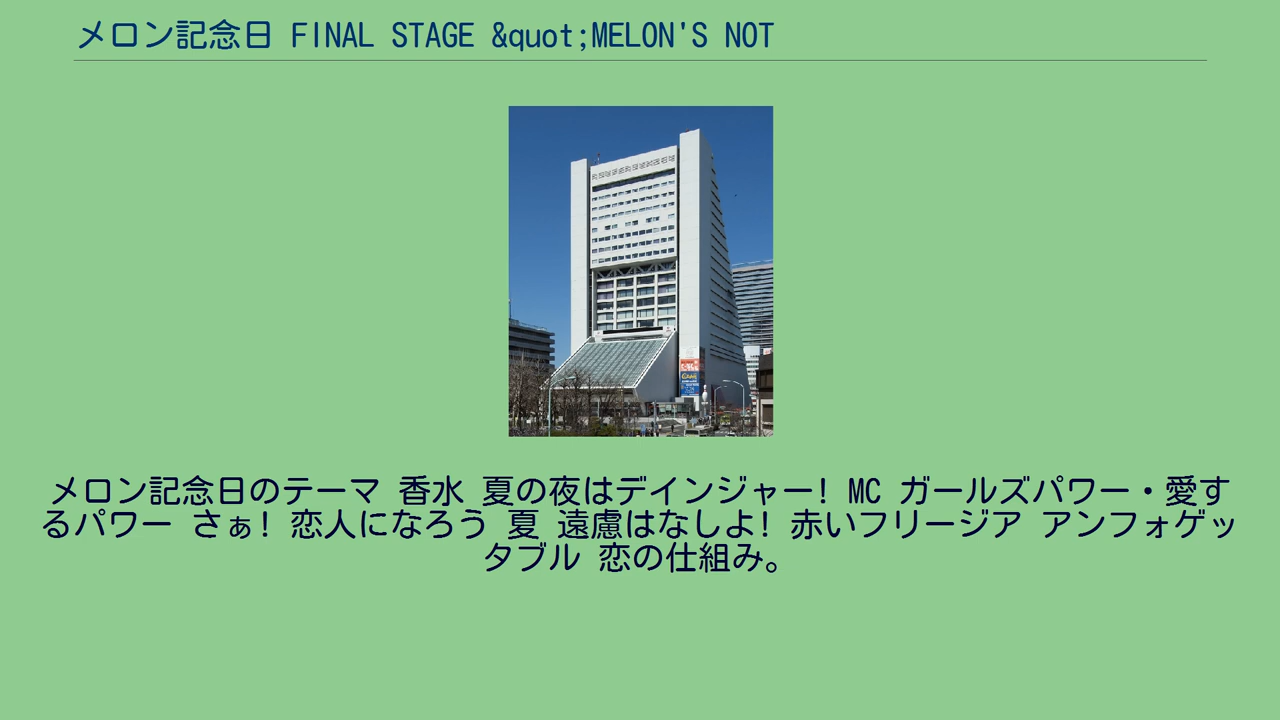 メロン記念日 FINAL STAGE &quot;MELON'S NOT
メロン記念日のテーマ 香水 夏の夜はデインジャー! MC ガールズパワー・愛す
るパワー さぁ! 恋人になろう 夏 遠慮はなしよ! 赤いフリージア アンフォゲッ
タブル 恋の仕組み。